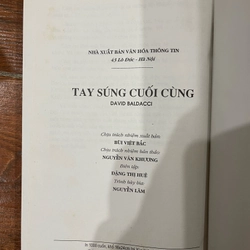 NHÀ XUẤT BẢN VĂN HÓA THÔNG TIN
43 Lò Đúc - Hà Nội
TAY SÚNG CUỐI CÙNG
DAVID BALDACCI
Chịu trách nhiệm xuất bản
BÙI VIỆT BẮC
Chịu trách nhiệm bản thảo
NGUYỄN VĂN KHƯƠNG
Biên tập
ĐẶNG THỊ HUỆ
Trình bày bìa
NGUYỄN LÂM